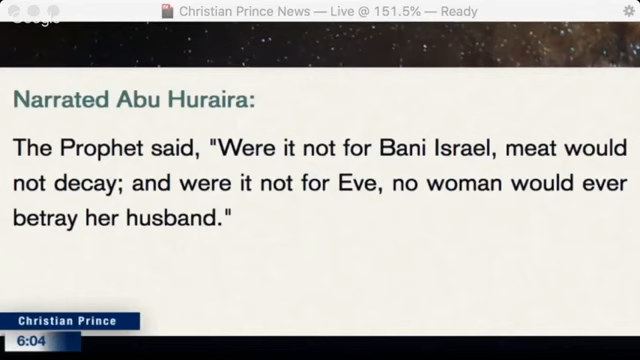 Christian Prince News — Live @ 151.5% — Ready
Google
Narrated Abu Huraira:
The Prophet said, "Were it not for Bani Israel, meat would
not decay; and were it not for Eve, no woman would ever
betray her husband."
Christian Prince
6:04